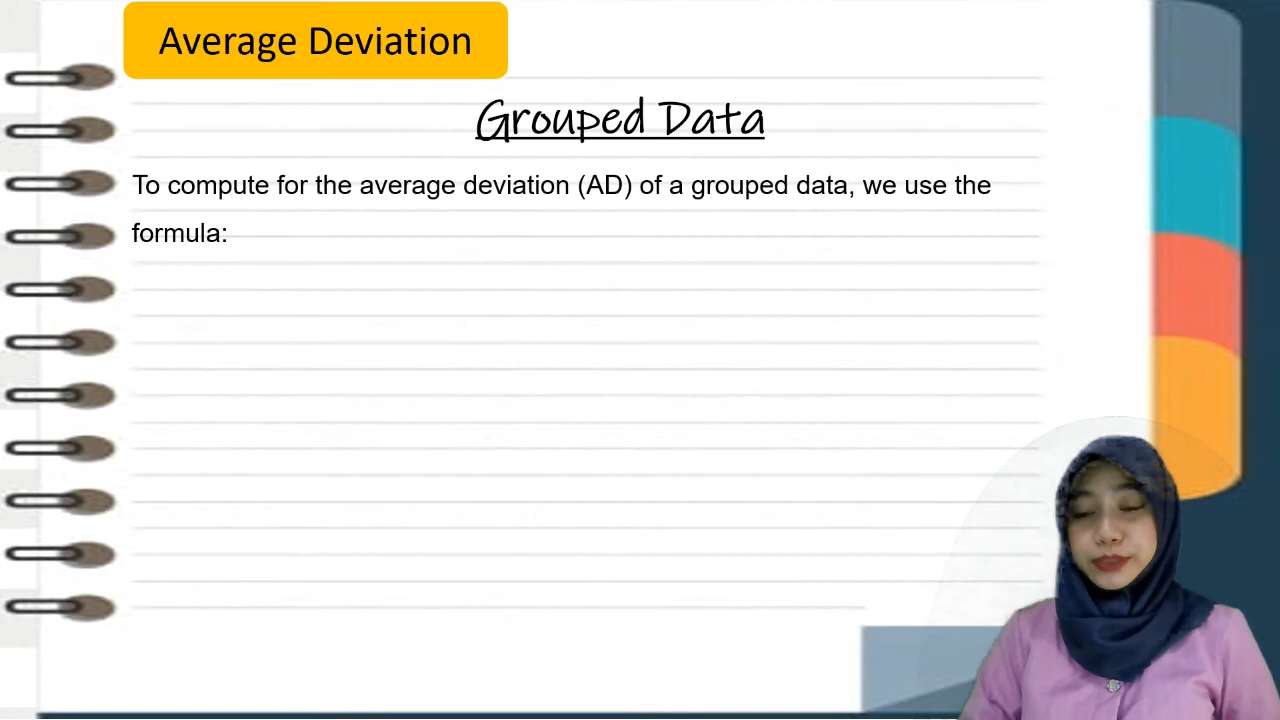 Average Deviation
Grouped Data
To compute for the average deviation (AD) of a grouped data, we use the
formula: